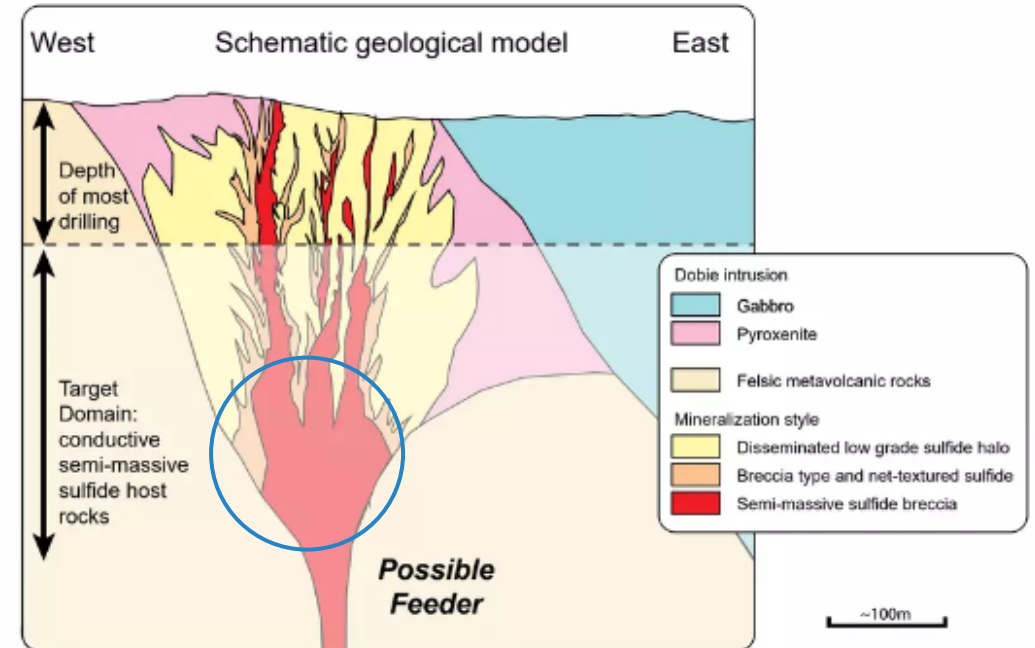 West
Schematic geological model
East
Depth
of most
drilling
Target
Domain:
conductive
semi-massive
sulfide host
rocks
Possible
Feeder
Dobie intrusion
Gabbro
Pyroxenite
Felsic metavolcanic rocks
Mineralization style
Disseminated low grade sulfide halo
Breccia type and net-textured sulfide
Semi-massive sulfide breccia
~100m